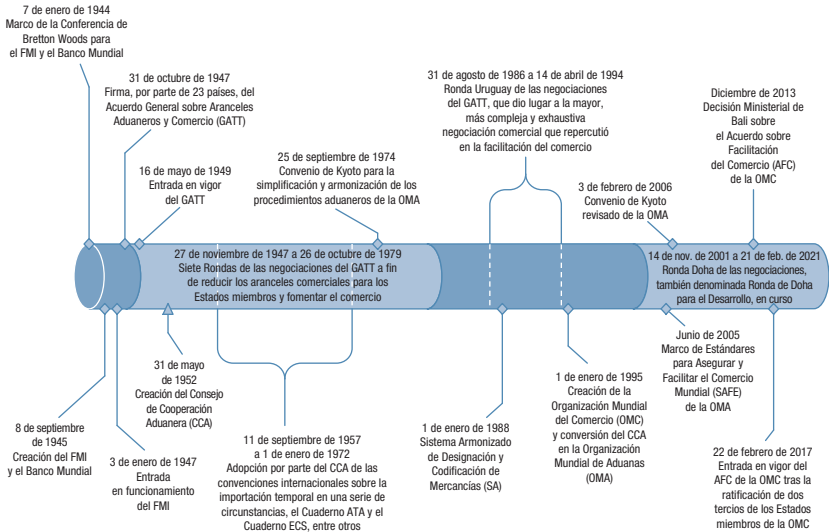 7 de enero de 1944
Marco de la Conferencia de
Bretton Woods para
el FMI y el Banco Mundial
31 de octubre de 1947
Firma, por parte de 23 países, del
Acuerdo General sobre Aranceles
Aduaneros y Comercio (GATT)
16 de mayo de 1949
Entrada en vigor
del GATT
25 de septiembre de 1974
Convenio de Kyoto para la
simplificación y armonización de los
procedimientos aduaneros de la OMA
31 de agosto de 1986 a 14 de abril de 1994
Ronda Uruguay de las negociaciones
del GATT, que dio lugar a la mayor,
más compleja y exhaustiva
negociación comercial que repercutió
en la facilitación del comercio
3 de febrero de 2006
Convenio de Kyoto
revisado de la OMA
Diciembre de 2013
Decisión Ministerial de
Bali sobre
el Acuerdo sobre
Facilitación
del Comercio (AFC)
de la OMC
27 de noviembre de 1947 a 26 de octubre de 1979
Siete Rondas de las negociaciones del GATT a fin
de reducir los aranceles comerciales para los
Estados miembros y fomentar el comercio
14 de nov. de 2001 a 21 de feb. de 2021
Ronda Doha de las negociaciones,
también denominada Ronda de Doha
para el Desarrollo, en curso
8 de septiembre
de 1945
Creación del FMI
y el Banco Mundial
3 de enero de 1947
Entrada
en funcionamiento
del FMI
31 de mayo
de 1952
Creación del Consejo
de Cooperación
Aduanera (CCA)
11 de septiembre de 1957
a 1 de enero de 1972
Adopción por parte del CCA de las
convenciones internacionales sobre la
importación temporal en una serie de
circunstancias, el Cuaderno ATA y el
Cuaderno ECS, entre otros
1 de enero de 1988
Sistema Armonizado
de Designación y
Codificación de
Mercancías (SA)
1 de enero de 1995
Creación de la
Organización Mundial
del Comercio (OMC)
y conversión del CCA
en la Organización
Mundial de Aduanas
(OMA)
Junio de 2005
Marco de Estándares
para Asegurar y
Facilitar el Comercio
Mundial (SAFE)
de la OMA
22 de febrero de 2017
Entrada en vigor del
AFC de la OMC tras la
ratificación de dos
tercios de los Estados
miembros de la OMC